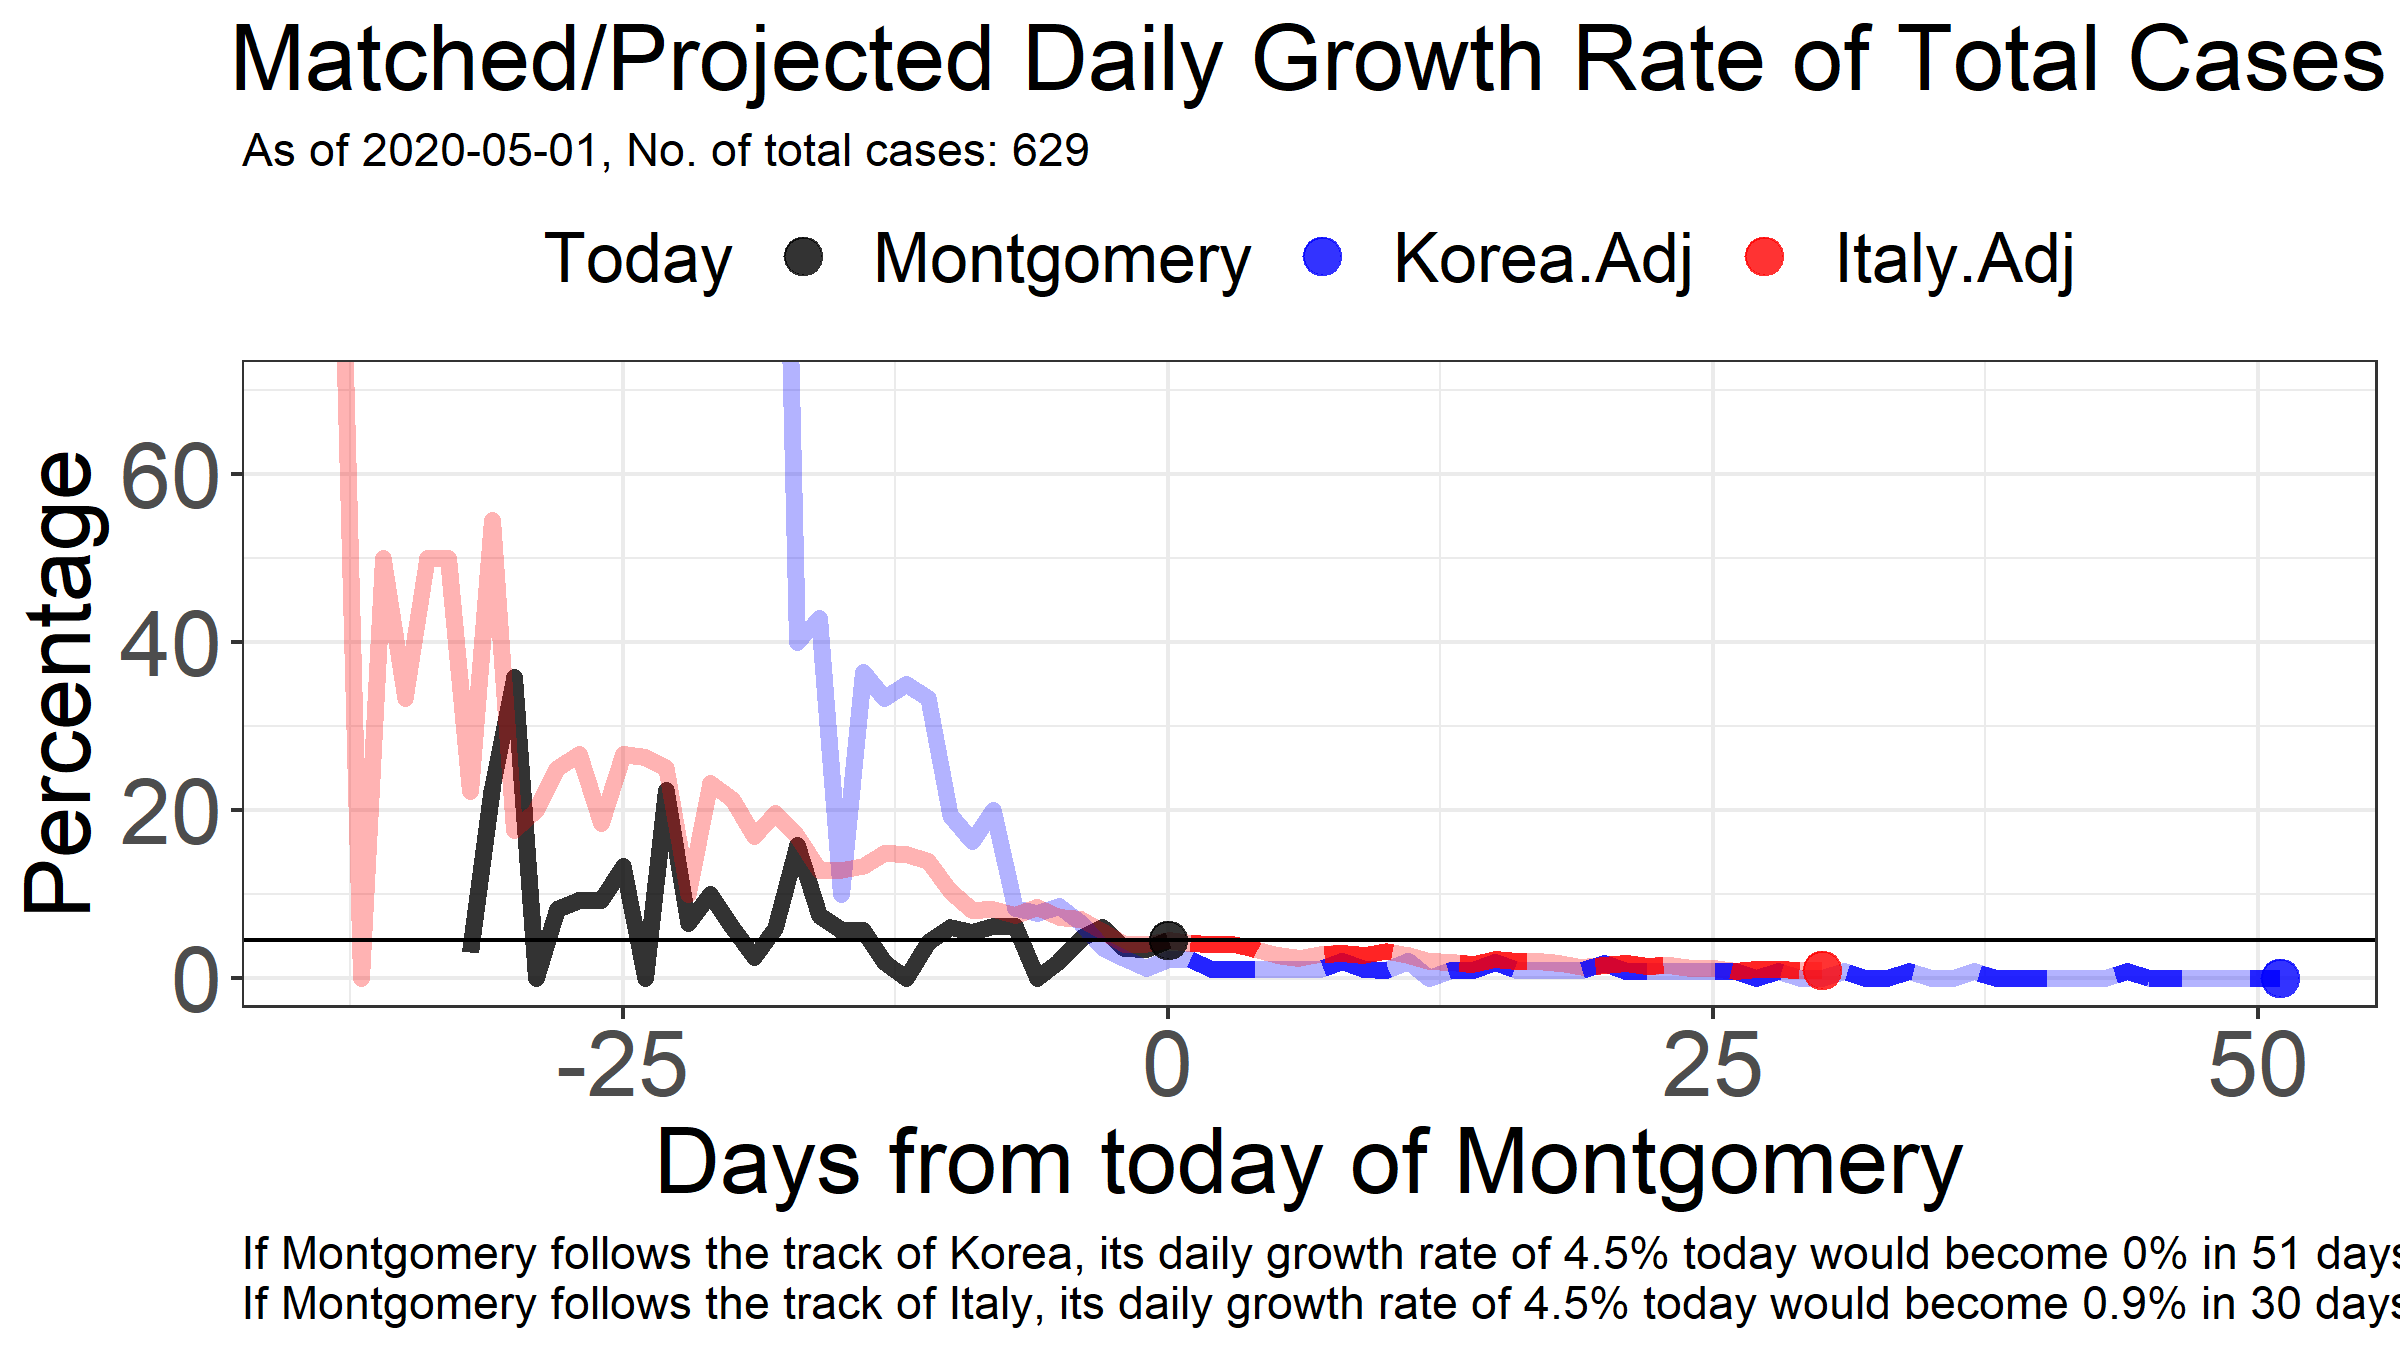 Matched/Projected Daily Growth Rate of Total Cases
As of 2020-05-01, No. of total cases: 629
Today Montgomery Korea.Adj Italy.Adj
Percentage
60
40
20
0
-25 0 25 50
Days from today of Montgomery
If Montgomery follows the track of Korea, its daily growth rate of 4.5% today would become 0% in 51 days
If Montgomery follows the track of Italy, its daily growth rate of 4.5% today would become 0.9% in 30 days